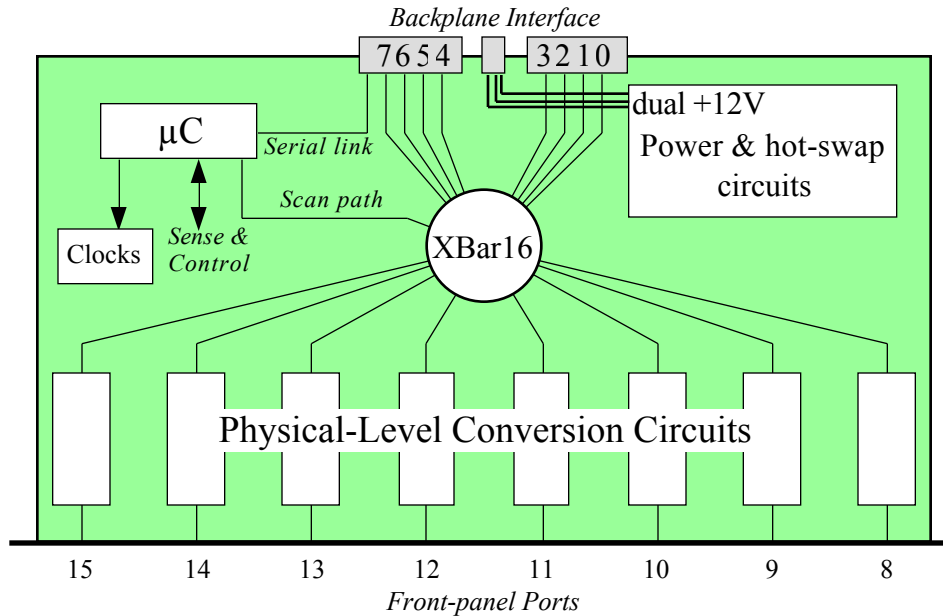 Backplane Interface
7654
3210
dual +12V
Power & hot-swap
circuits
µC
Serial link
Scan path
Clocks
Sense &
Control
XBar16
Physical-Level Conversion Circuits
15 14 13 12 11 10 9 8
Front-panel Ports